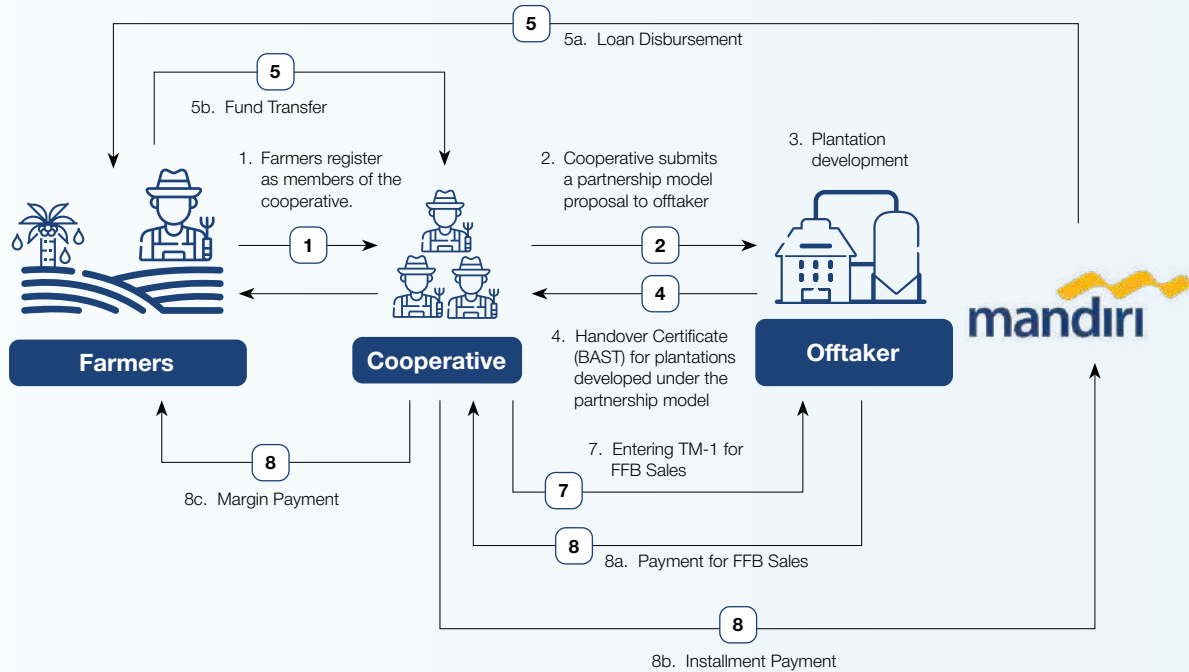 5
5a. Loan Disbursement
5
5b. Fund Transfer
1. Farmers register
as members of the
cooperative.
2. Cooperative submits
a partnership model
proposal to offtaker
3. Plantation
development
1
2
4
mandiri
Farmers
Cooperative
Offtaker
4. Handover Certificate
(BAST) for plantations
developed under the
partnership model
7. Entering TM-1 for
FFB Sales
8
7
8c. Margin Payment
8
8a. Payment for FFB Sales
8
8b. Installment Payment